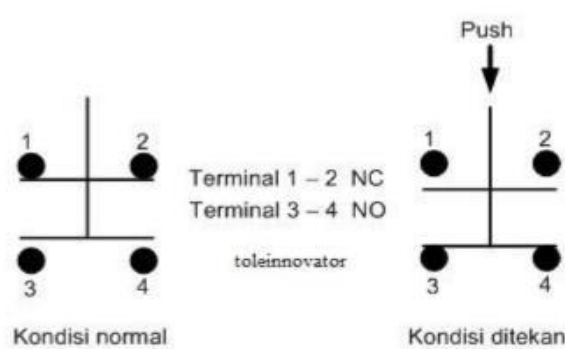 Push
1
2
1
2
Terminal 1 – 2 NC
Terminal 3 – 4 NO
toleinnovator
3
4
3
4
Kondisi normal
Kondisi ditekan